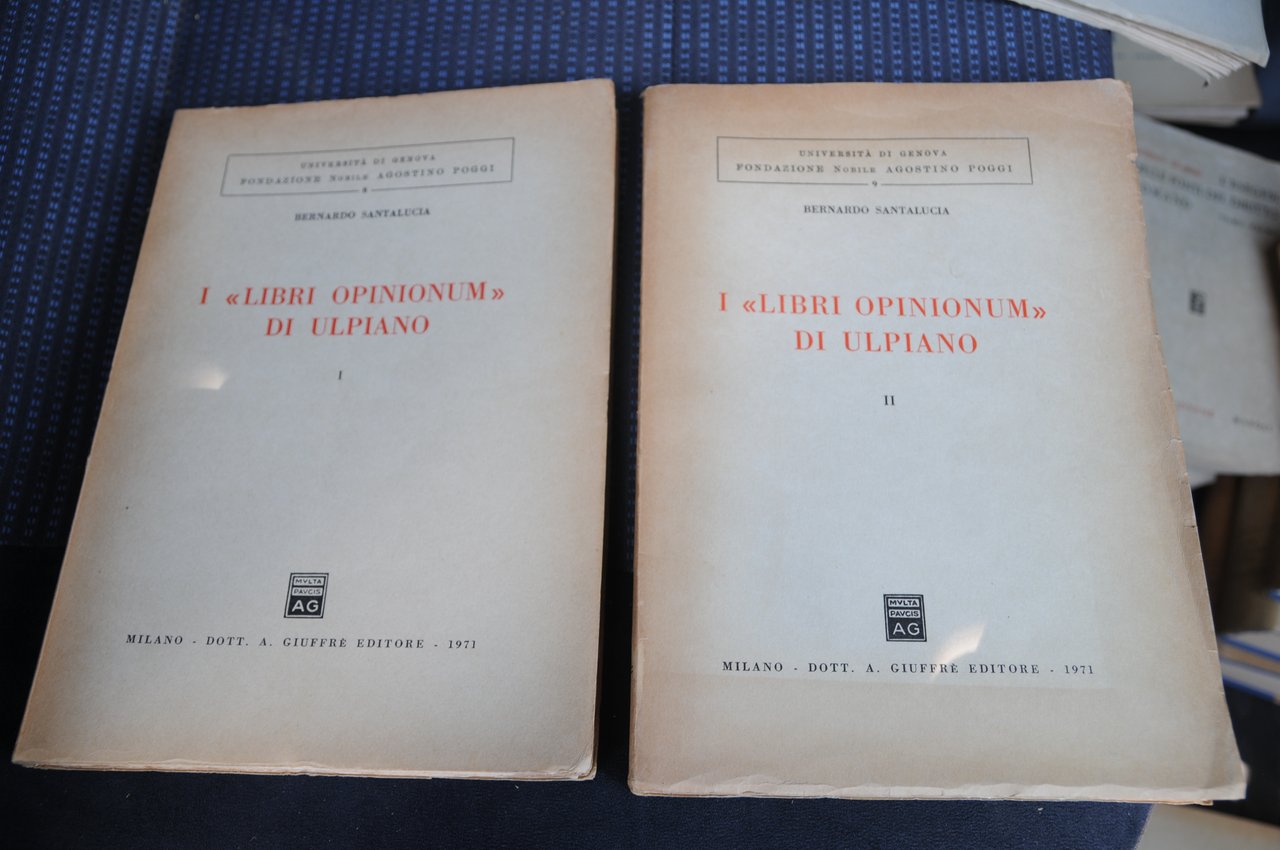 UNIVERSITÀ DI GENOVA
FONDAZIONE NOBILE AGOSTINO POGGI
8
BERNARDO SANTALUCIA
I «LIBRI OPINIONUM»
DI ULPIANO
I
MVLTA
PAVCIS
AG
MILANO - DOTT. A. GIUFFRÈ EDITORE - 1971
UNIVERSITÀ DI GENOVA
FONDAZIONE NOBILE AGOSTINO POGGI
9
BERNARDO SANTALUCIA
I «LIBRI OPINIONUM»
DI ULPIANO
II
MVLTA
PAVCIS
AG
MILANO - DOTT. A. GIUFFRÈ EDITORE - 1971